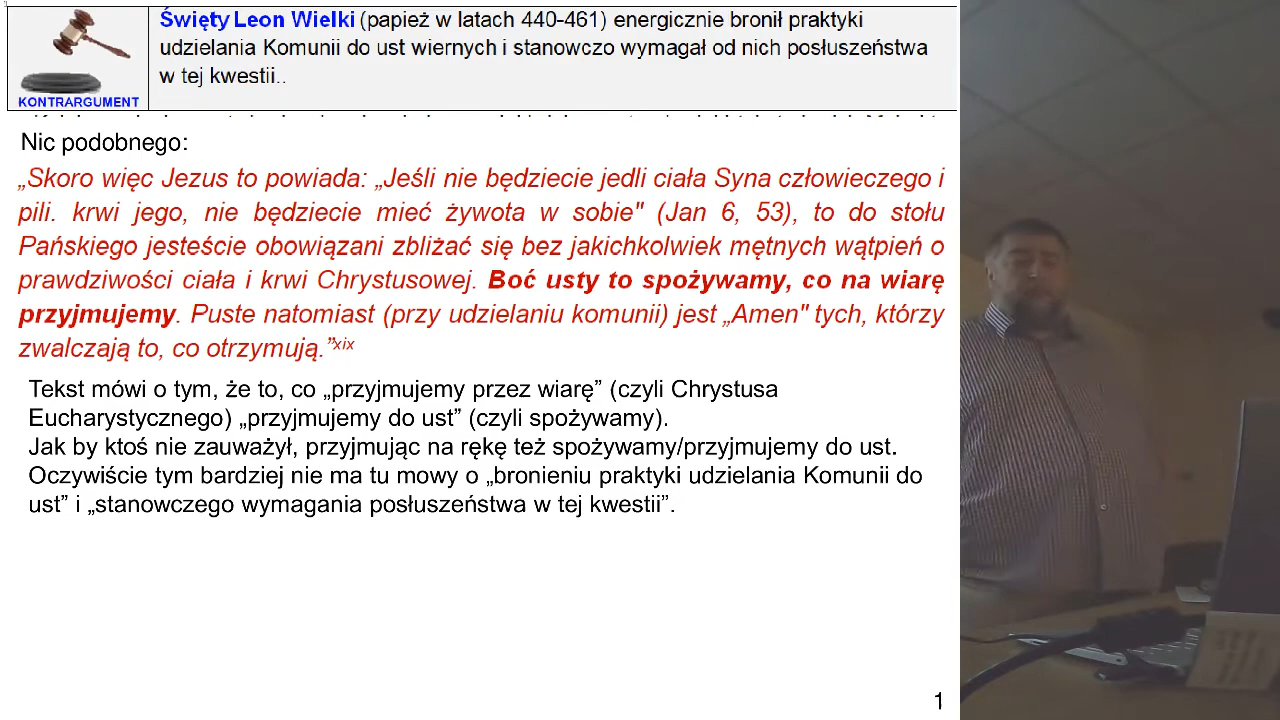 Święty Leon Wielki (papież w latach 440-461) energicznie bronił praktyki
udzielania Komunii do ust wiernych i stanowczo wymagał od nich posłuszeństwa
w tej kwestii..
KONTRARGUMENT
Nic podobnego:
„Skoro więc Jezus to powiada: „Jeśli nie będziecie jedli ciała Syna człowieczego i
pili. krwi jego, nie będziecie mieć żywota w sobie" (Jan 6, 53), to do stołu
Pańskiego jesteście obowiązani zbliżać się bez jakichkolwiek mętnych wątpień o
prawdziwości ciała i krwi Chrystusowej. Boć usty to spożywamy, co na wiarę
przyjmujemy. Puste natomiast (przy udzielaniu komunii) jest „Amen" tych, którzy
zwalczają to, co otrzymują.”xix
Tekst mówi o tym, że to, co „przyjmujemy przez wiarę” (czyli Chrystusa
Eucharystycznego) „przyjmujemy do ust” (czyli spożywamy).
Jak by ktoś nie zauważył, przyjmując na rękę też spożywamy/przyjmujemy do ust.
Oczywiście tym bardziej nie ma tu mowy o „bronieniu praktyki udzielania Komunii do
ust” i „stanowczego wymagania posłuszeństwa w tej kwestii”.
1